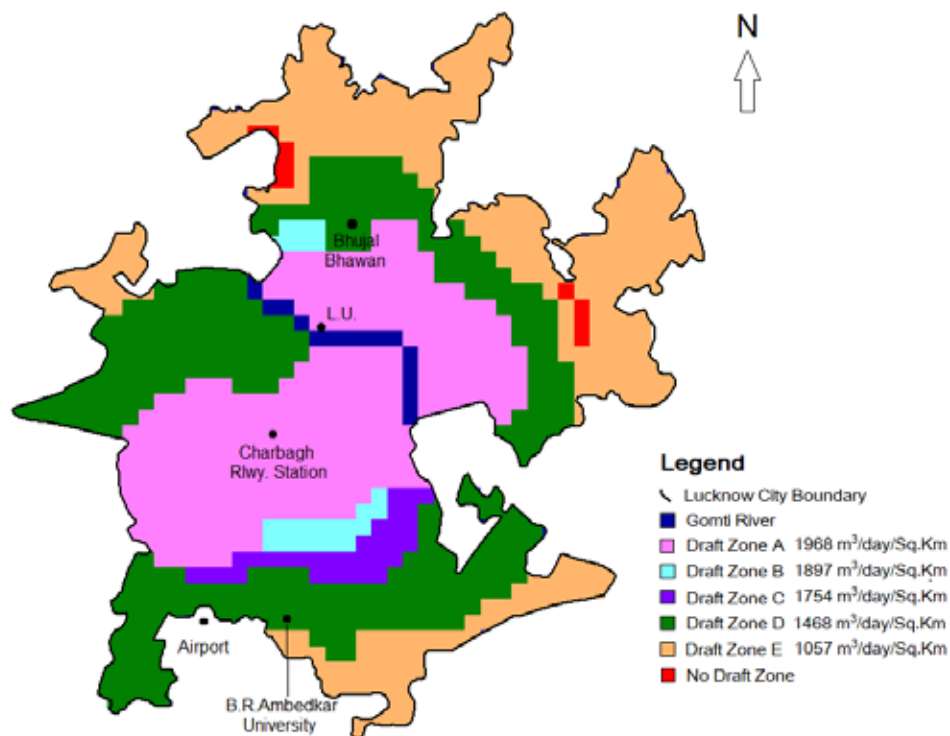 N
Bhujal
Bhawan
L.U.
Charbagh
Rlwy. Station
Airport
B.R.Ambedkar
University
Legend
Lucknow City Boundary
Gomti River
Draft Zone A 1968 m³/day/Sq.Km
Draft Zone B 1897 m³/day/Sq.Km
Draft Zone C 1754 m³/day/Sq.Km
Draft Zone D 1468 m³/day/Sq.Km
Draft Zone E 1057 m³/day/Sq.Km
No Draft Zone